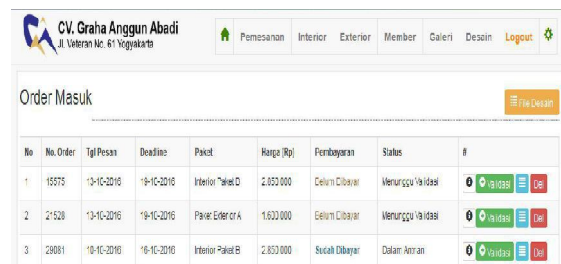 CV. Graha Anggun Abadi
Jl. Veteran No. 61 Yogyakarta
Pemesanan Interior Exterior Member Galeri Desain Logout
Order Masuk
File Desain
No No. Order Tgl Pesan Deadline Paket Harga (Rp) Pembayaran Status #
1 15575 13-10-2016 19-10-2016 Interior Paket D 2.850.000 Belum Dibayar Menunggu Validasi Validasi Del
2 21528 13-10-2016 19-10-2016 Paket Exterior A 1.600.000 Belum Dibayar Menunggu Validasi Validasi Del
3 29081 10-10-2016 16-10-2016 Interior Paket B 2.850.000 Sudah Dibayar Dalam Antrian Validasi Del